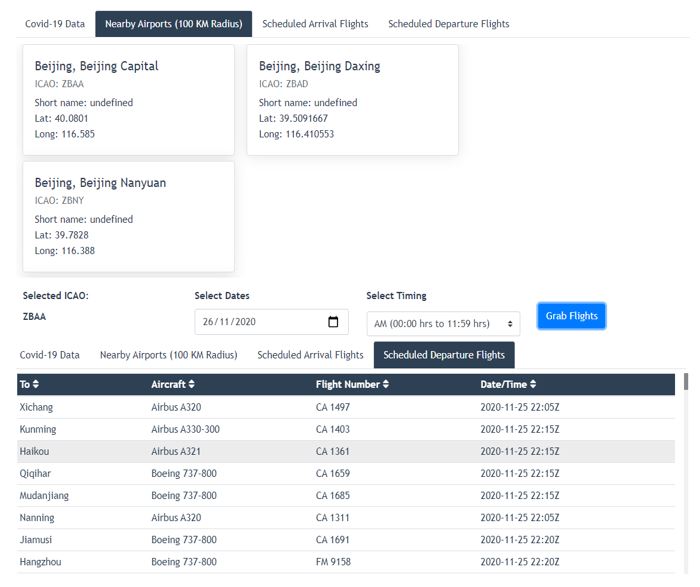 Covid-19 Data Nearby Airports (100 KM Radius) Scheduled Arrival Flights Scheduled Departure Flights
Beijing, Beijing Capital
ICAO: ZBAA
Short name: undefined
Lat: 40.0801
Long: 116.585
Beijing, Beijing Daxing
ICAO: ZBAD
Short name: undefined
Lat: 39.5091667
Long: 116.410553
Beijing, Beijing Nanyuan
ICAO: ZBNY
Short name: undefined
Lat: 39.7828
Long: 116.388
Selected ICAO: Select Dates Select Timing
ZBAA 26/11/2020 AM (00:00 hrs to 11:59 hrs) Grab Flights
Covid-19 Data Nearby Airports (100 KM Radius) Scheduled Arrival Flights Scheduled Departure Flights
To Aircraft Flight Number Date/Time
Xichang Airbus A320 CA 1497 2020-11-25 22:05Z
Kunming Airbus A330-300 CA 1403 2020-11-25 22:15Z
Haikou Airbus A321 CA 1361 2020-11-25 22:15Z
Qiqihar Boeing 737-800 CA 1659 2020-11-25 22:15Z
Mudanjiang Boeing 737-800 CA 1685 2020-11-25 22:15Z
Nanning Airbus A320 CA 1311 2020-11-25 22:20Z
Jiamusi Boeing 737-800 CA 1691 2020-11-25 22:20Z
Hangzhou Boeing 737-800 FM 9158 2020-11-25 22:20Z